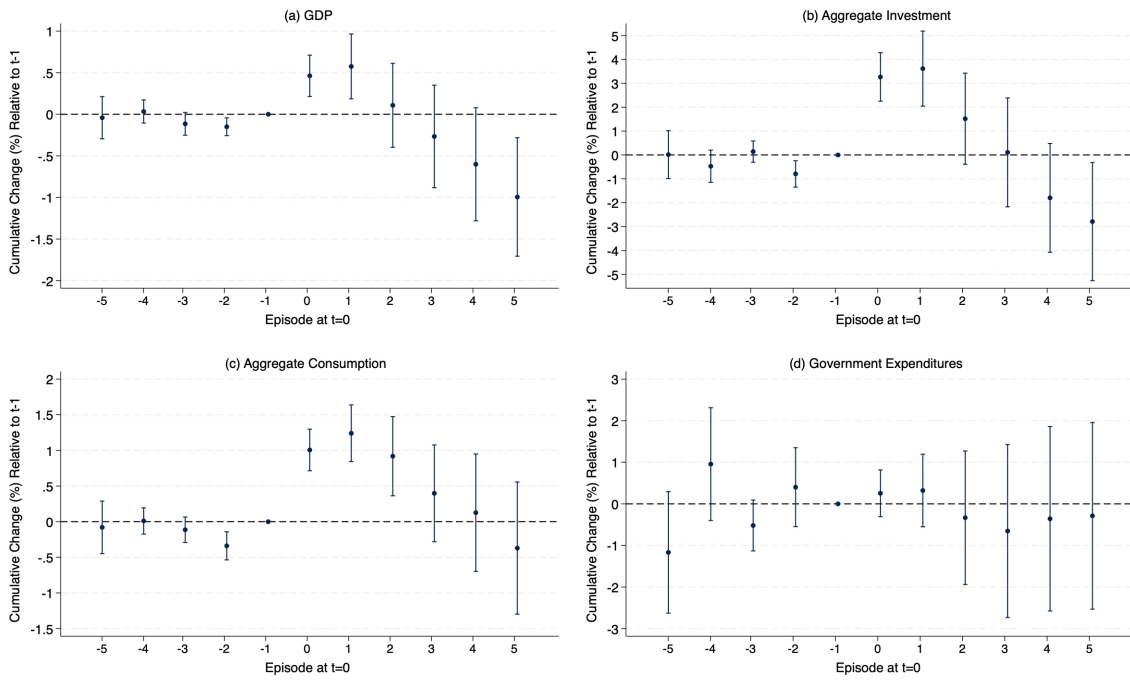 (a) GDP
Cumulative Change (%) Relative to t-1
1
.5
0
-.5
-1
-1.5
-2
-5 -4 -3 -2 -1 0 1 2 3 4 5
Episode at t=0
(b) Aggregate Investment
Cumulative Change (%) Relative to t-1
5
4
3
2
1
0
-1
-2
-3
-4
-5
-5 -4 -3 -2 -1 0 1 2 3 4 5
Episode at t=0
(c) Aggregate Consumption
Cumulative Change (%) Relative to t-1
2
1.5
1
.5
0
-.5
-1
-1.5
-5 -4 -3 -2 -1 0 1 2 3 4 5
Episode at t=0
(d) Government Expenditures
Cumulative Change (%) Relative to t-1
3
2
1
0
-1
-2
-3
-5 -4 -3 -2 -1 0 1 2 3 4 5
Episode at t=0